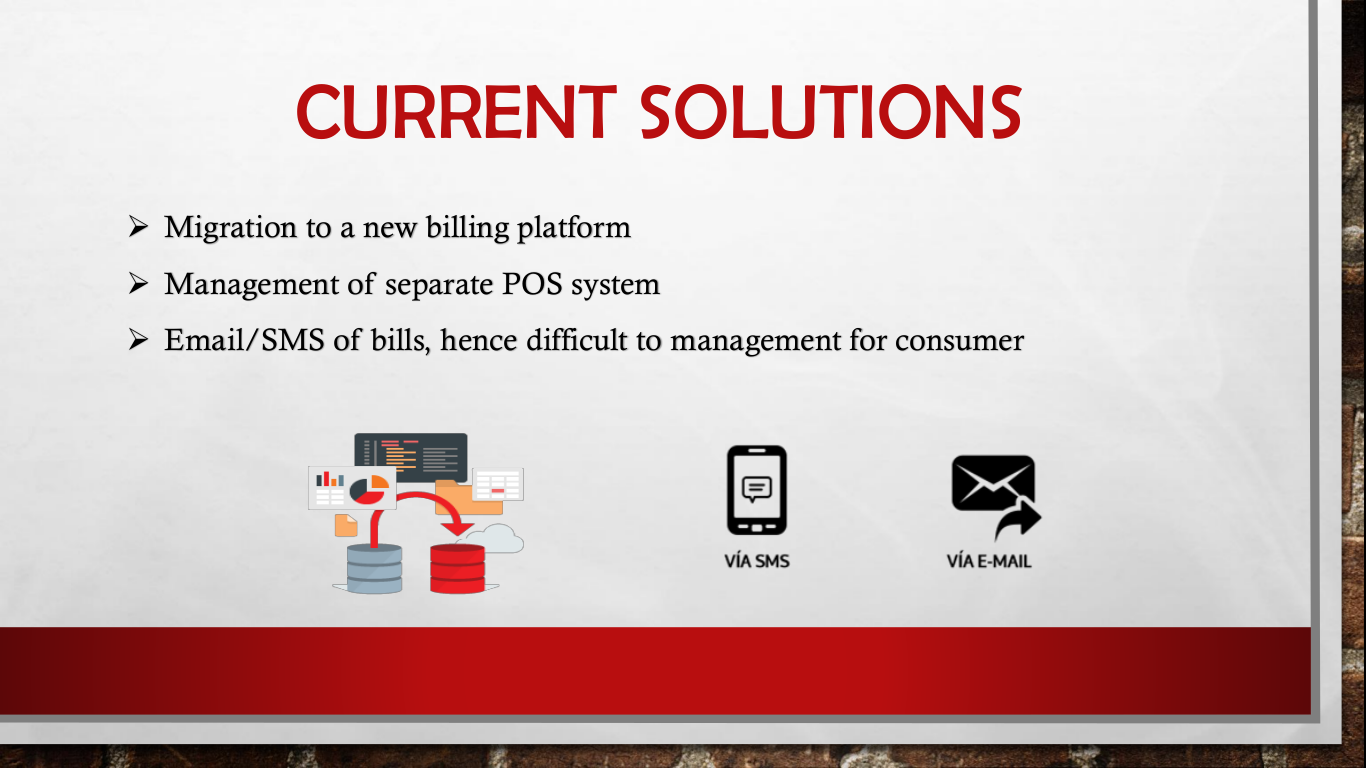 CURRENT SOLUTIONS
Migration to a new billing platform
Management of separate POS system
Email/SMS of bills, hence difficult to management for consumer
VÍA SMS
VÍA E-MAIL